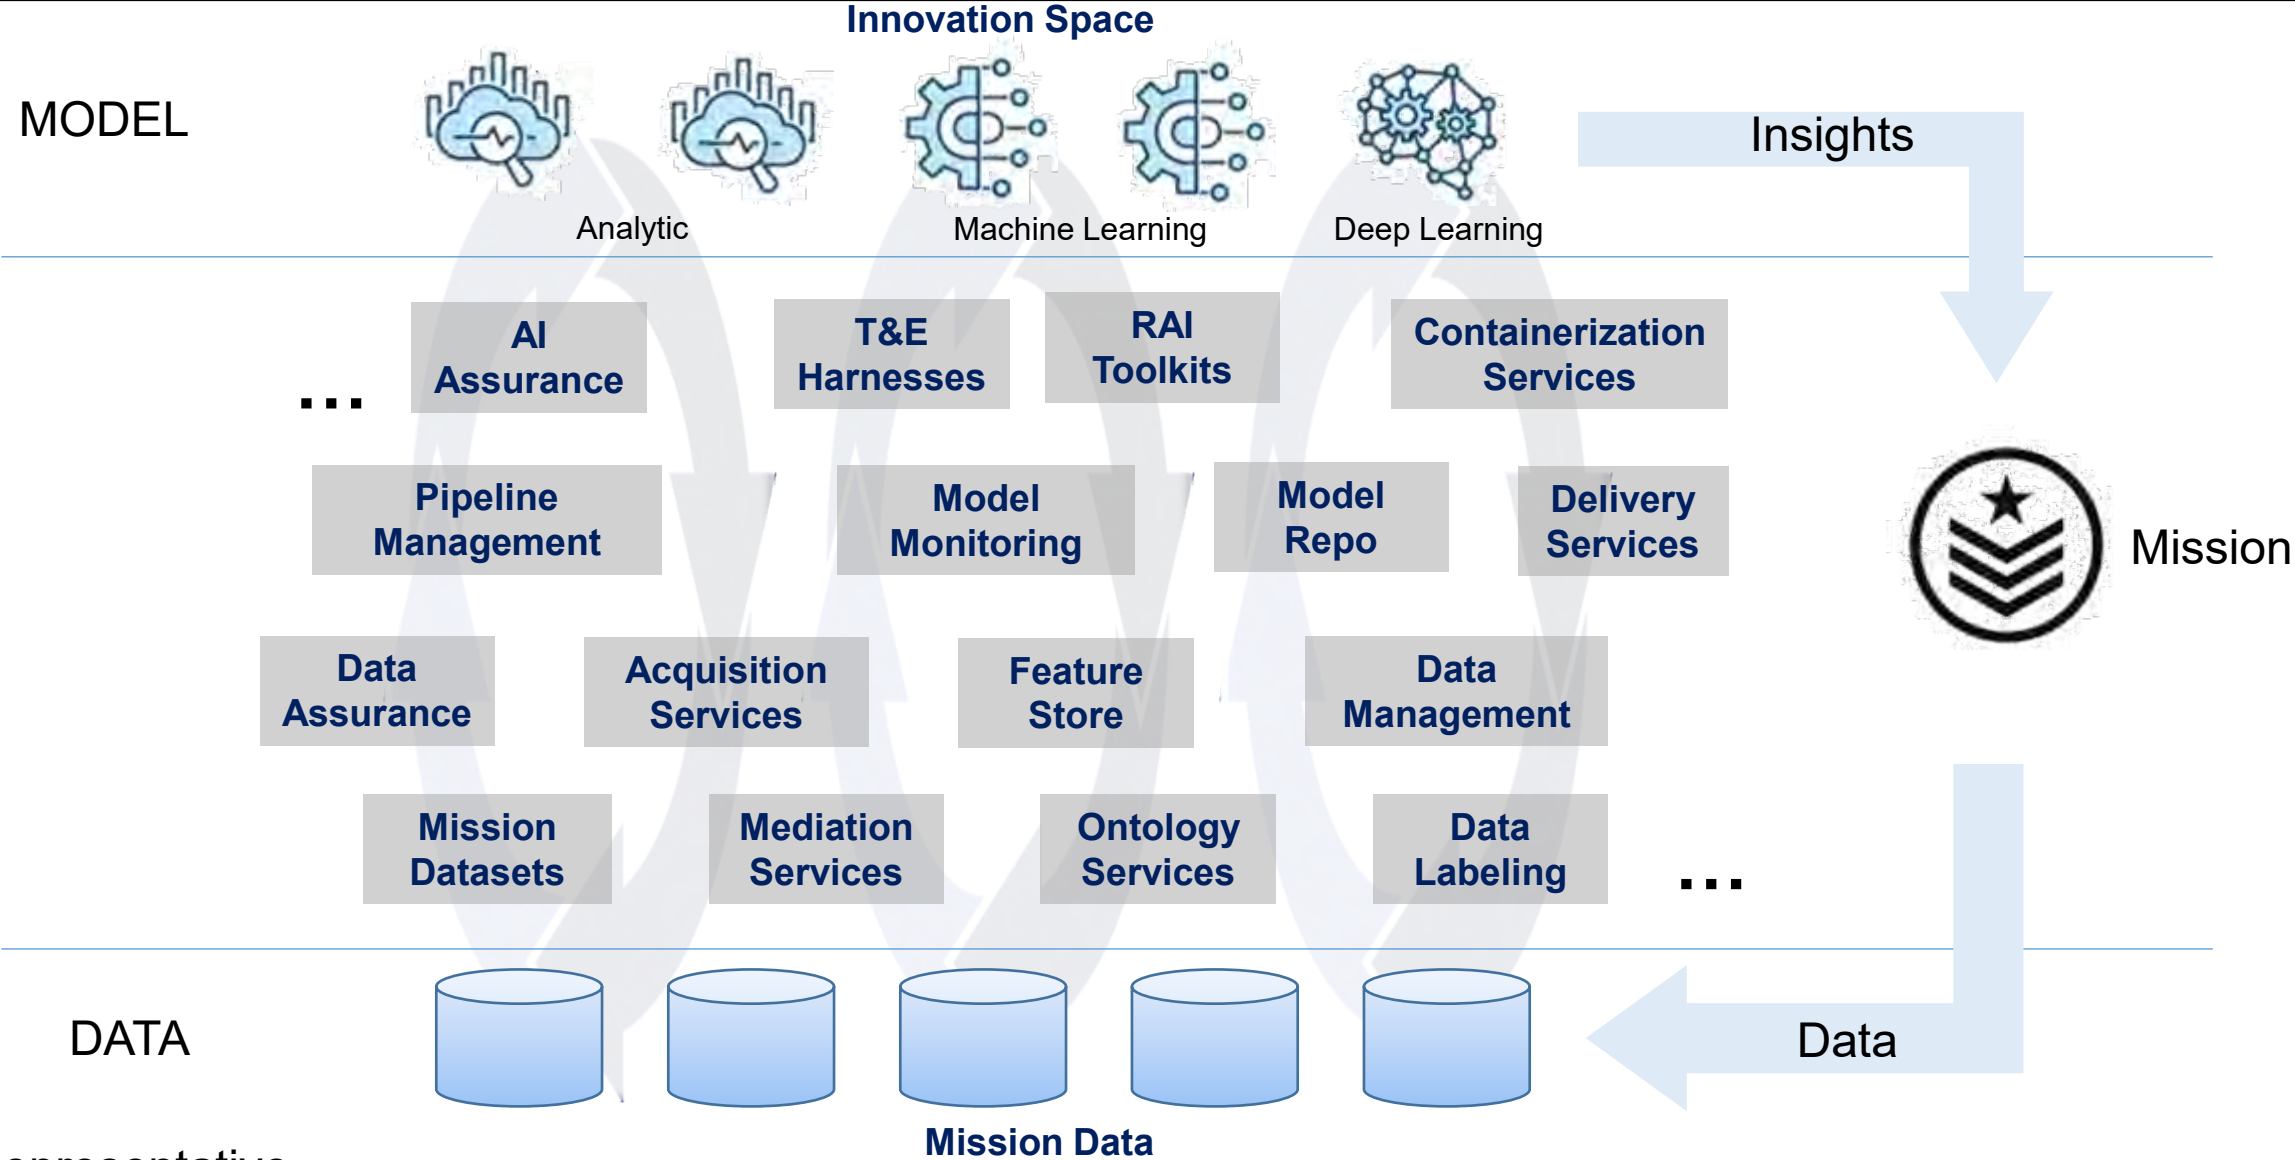 Innovation Space
MODEL
Insights
Analytic
Machine Learning
Deep Learning
AI
Assurance
T&E
Harnesses
RAI
Toolkits
Containerization
Services
...
Pipeline
Management
Model
Monitoring
Model
Repo
Delivery
Services
Mission
Data
Assurance
Acquisition
Services
Feature
Store
Data
Management
Mission
Datasets
Mediation
Services
Ontology
Services
Data
Labeling
...
DATA
Data
Mission Data